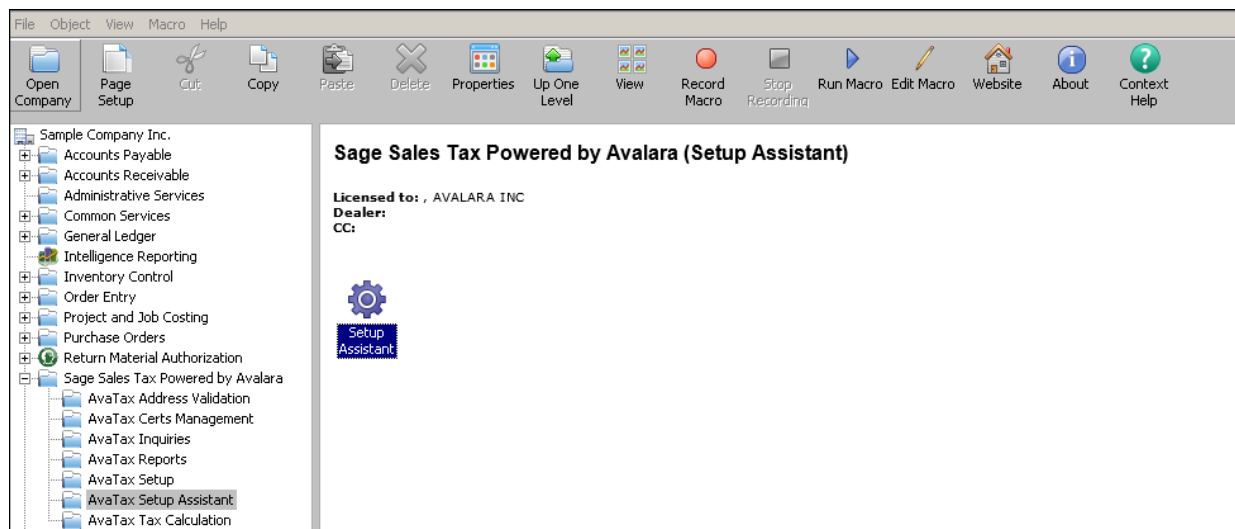 File Object View Macro Help
Open Company
Page Setup
Cut
Copy
Paste
Delete
Properties
Up One Level
View
Record Macro
Stop Recording
Run Macro
Edit Macro
Website
About
Context Help
Sample Company Inc.
Accounts Payable
Accounts Receivable
Administrative Services
Common Services
General Ledger
Intelligence Reporting
Inventory Control
Order Entry
Project and Job Costing
Purchase Orders
Return Material Authorization
Sage Sales Tax Powered by Avalara
AvaTax Address Validation
AvaTax Certs Management
AvaTax Inquiries
AvaTax Reports
AvaTax Setup
AvaTax Setup Assistant
AvaTax Tax Calculation
Sage Sales Tax Powered by Avalara (Setup Assistant)
Licensed to: , AVALARA INC
Dealer:
CC:
Setup
Assistant